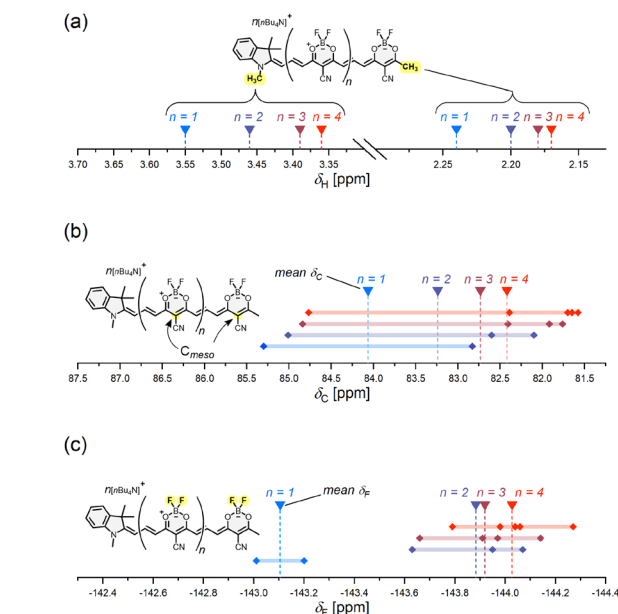 (a)
n[nBu4N]+
F F
B
O O
+ −
N
H3C
CN
n
F F
B
O O
−
CN
CH3
n = 1 n = 2 n = 3 n = 4
n = 1 n = 2 n = 3 n = 4
3.70 3.65 3.60 3.55 3.50 3.45 3.40 3.35 2.25 2.20 2.15
δH [ppm]
(b)
n[nBu4N]+
F F
B
O O
+ −
N
CN
n
F F
B
O O
−
CN
Cmeso
mean δC
n = 1 n = 2 n = 3 n = 4
87.5 87.0 86.5 86.0 85.5 85.0 84.5 84.0 83.5 83.0 82.5 82.0 81.5
δC [ppm]
(c)
n[nBu4N]+
F F
B
O O
+ −
N
CN
n
F F
B
O O
−
CN
n = 1
mean δF
n = 2 n = 3 n = 4
-142.4 -142.6 -142.8 -143.0 -143.2 -143.4 -143.6 -143.8 -144.0 -144.2 -144.4
δF [ppm]